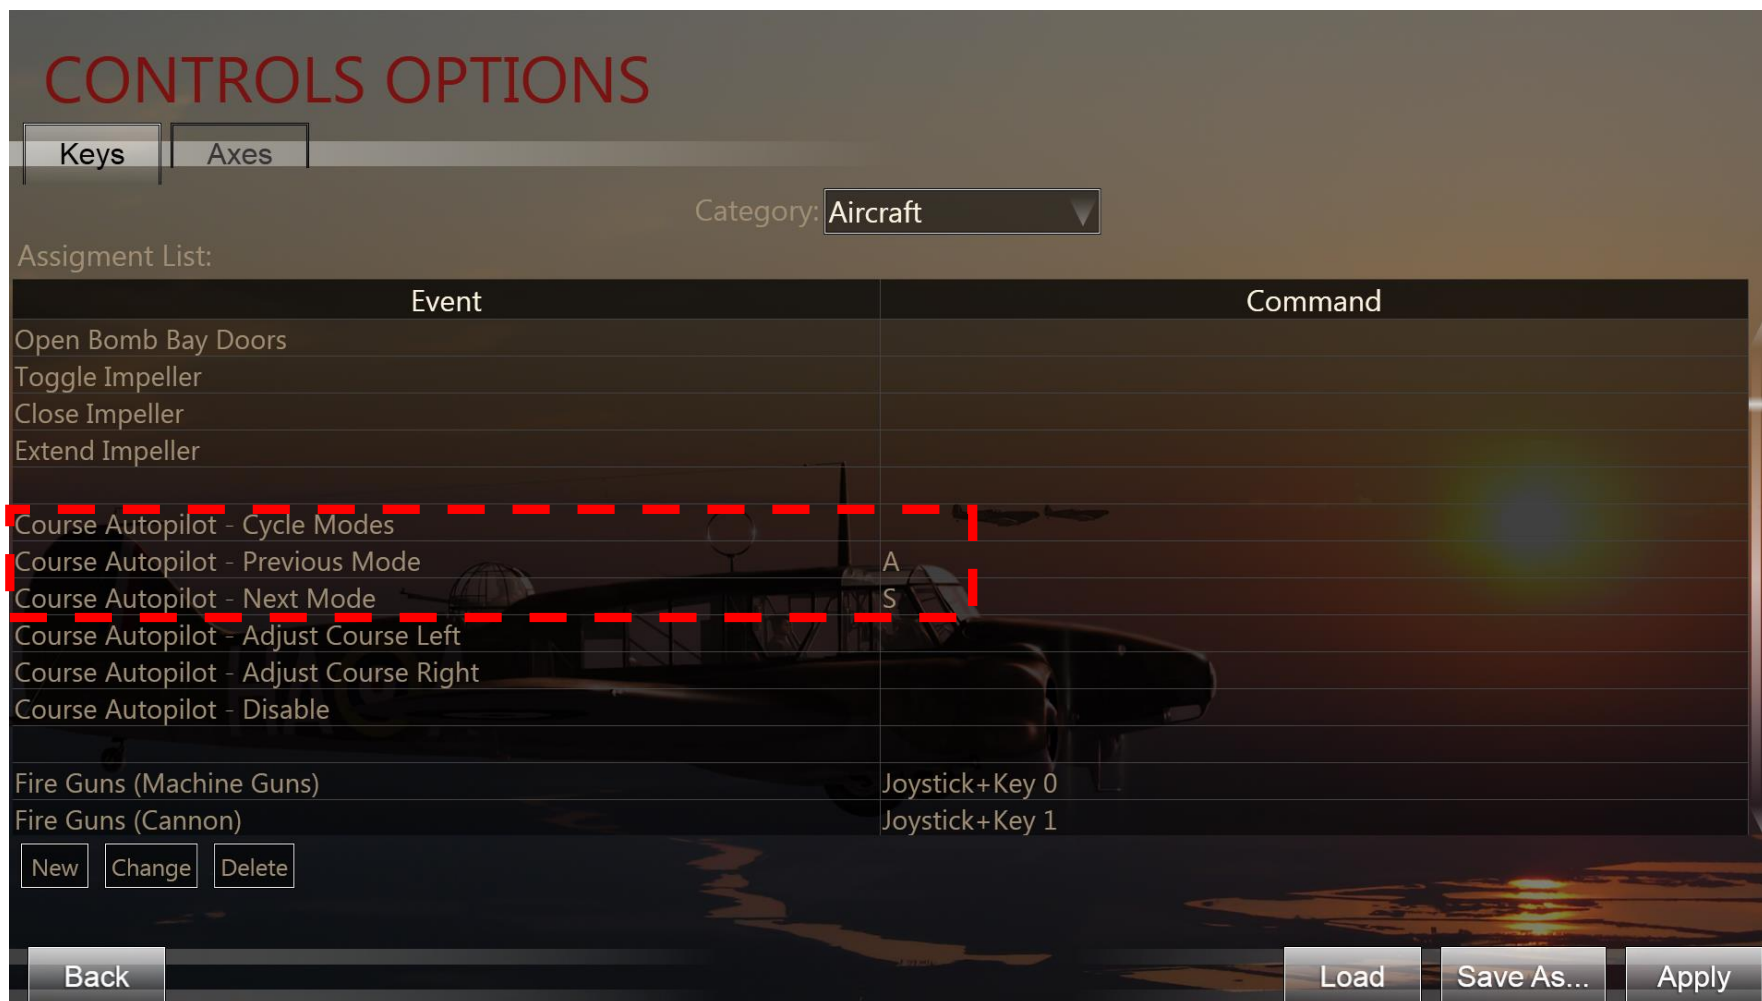 CONTROLS OPTIONS
Keys Axes
Category: Aircraft
Assigment List:
Event Command
Open Bomb Bay Doors
Toggle Impeller
Close Impeller
Extend Impeller
Course Autopilot - Cycle Modes
Course Autopilot - Previous Mode A
Course Autopilot - Next Mode S
Course Autopilot - Adjust Course Left
Course Autopilot - Adjust Course Right
Course Autopilot - Disable
Fire Guns (Machine Guns) Joystick+Key 0
Fire Guns (Cannon) Joystick+Key 1
New Change Delete
Back Load Save As... Apply